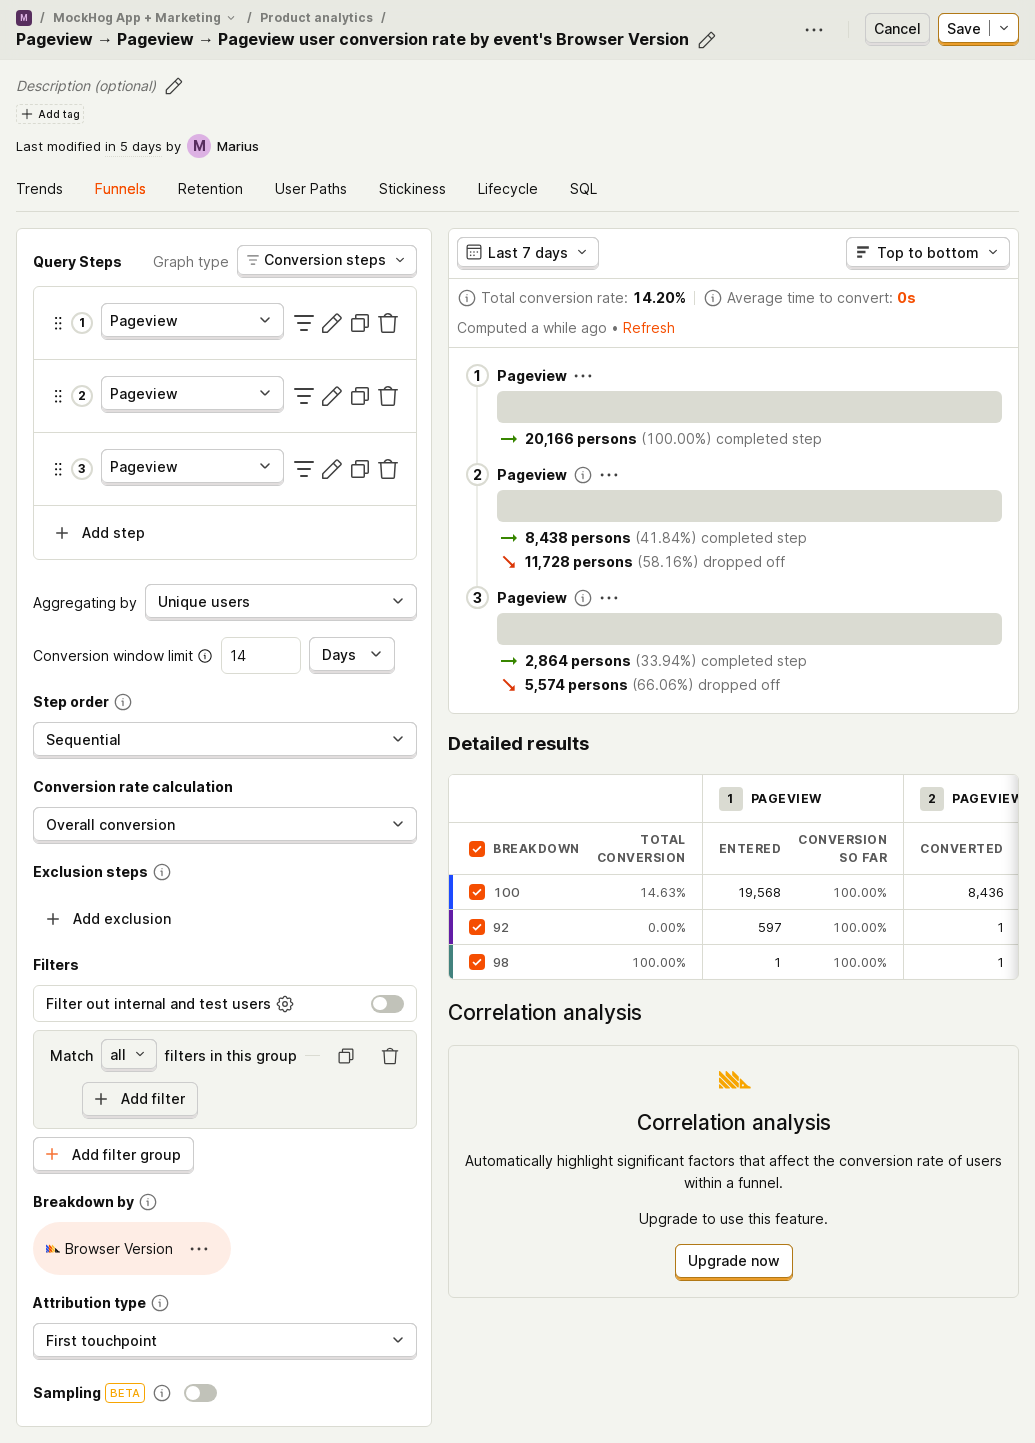 M / MockHog App + Marketing / Product analytics /
Pageview → Pageview → Pageview user conversion rate by event's Browser Version
Cancel
Save
Description (optional)
Add tag
Last modified in 5 days by M Marius
Trends Funnels Retention User Paths Stickiness Lifecycle SQL
Query Steps Graph type Conversion steps
1 Pageview
2 Pageview
3 Pageview
Add step
Aggregating by Unique users
Conversion window limit 14 Days
Step order
Sequential
Conversion rate calculation
Overall conversion
Exclusion steps
Add exclusion
Filters
Filter out internal and test users
Match all filters in this group
Add filter
Add filter group
Breakdown by
Browser Version
Attribution type
First touchpoint
Sampling BETA
Last 7 days Top to bottom
Total conversion rate: 14.20% Average time to convert: 0s
Computed a while ago • Refresh
1 Pageview
20,166 persons (100.00%) completed step
2 Pageview
8,438 persons (41.84%) completed step
11,728 persons (58.16%) dropped off
3 Pageview
2,864 persons (33.94%) completed step
5,574 persons (66.06%) dropped off
Detailed results
1 PAGEVIEW 2 PAGEVIEW
BREAKDOWN TOTAL CONVERSION ENTERED CONVERSION SO FAR CONVERTED
100 14.63% 19,568 100.00% 8,436
92 0.00% 597 100.00% 1
98 100.00% 1 100.00% 1
Correlation analysis
Correlation analysis
Automatically highlight significant factors that affect the conversion rate of users
within a funnel.
Upgrade to use this feature.
Upgrade now